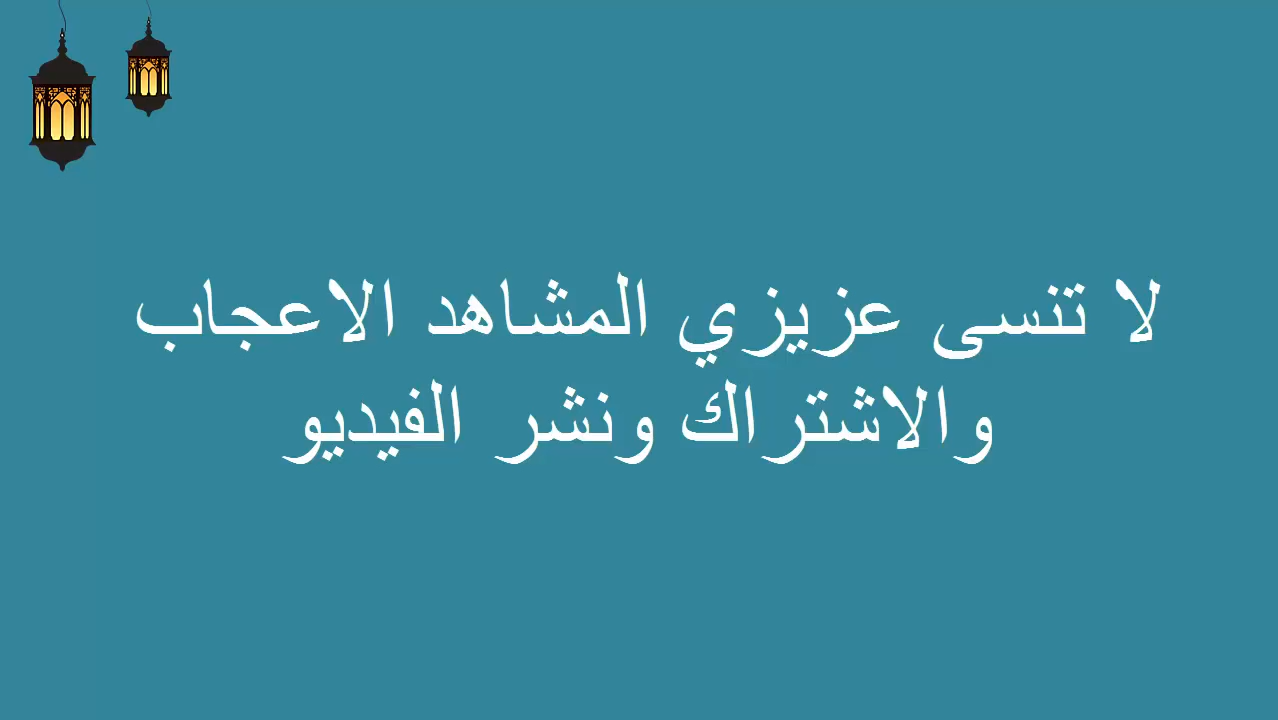 لا تنسى عزيزي المشاهد الاعجاب
والاشتراك ونشر الفيديو